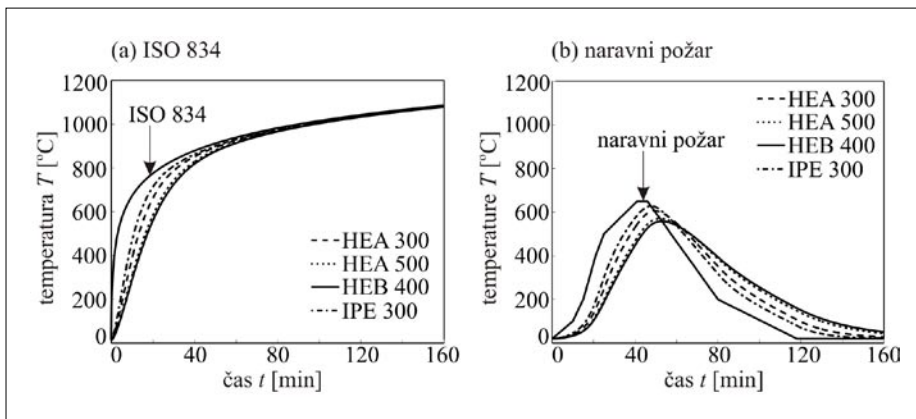 (a) ISO 834
temperatura T [°C]
1200
1000
800
600
400
200
0
ISO 834
HEA 300
HEA 500
HEB 400
IPE 300
0 40 80 120 160
čas t [min]
(b) naravni požar
temperature T [°C]
1200
1000
800
600
400
200
0
HEA 300
HEA 500
HEB 400
IPE 300
naravni požar
0 40 80 120 160
čas t [min]